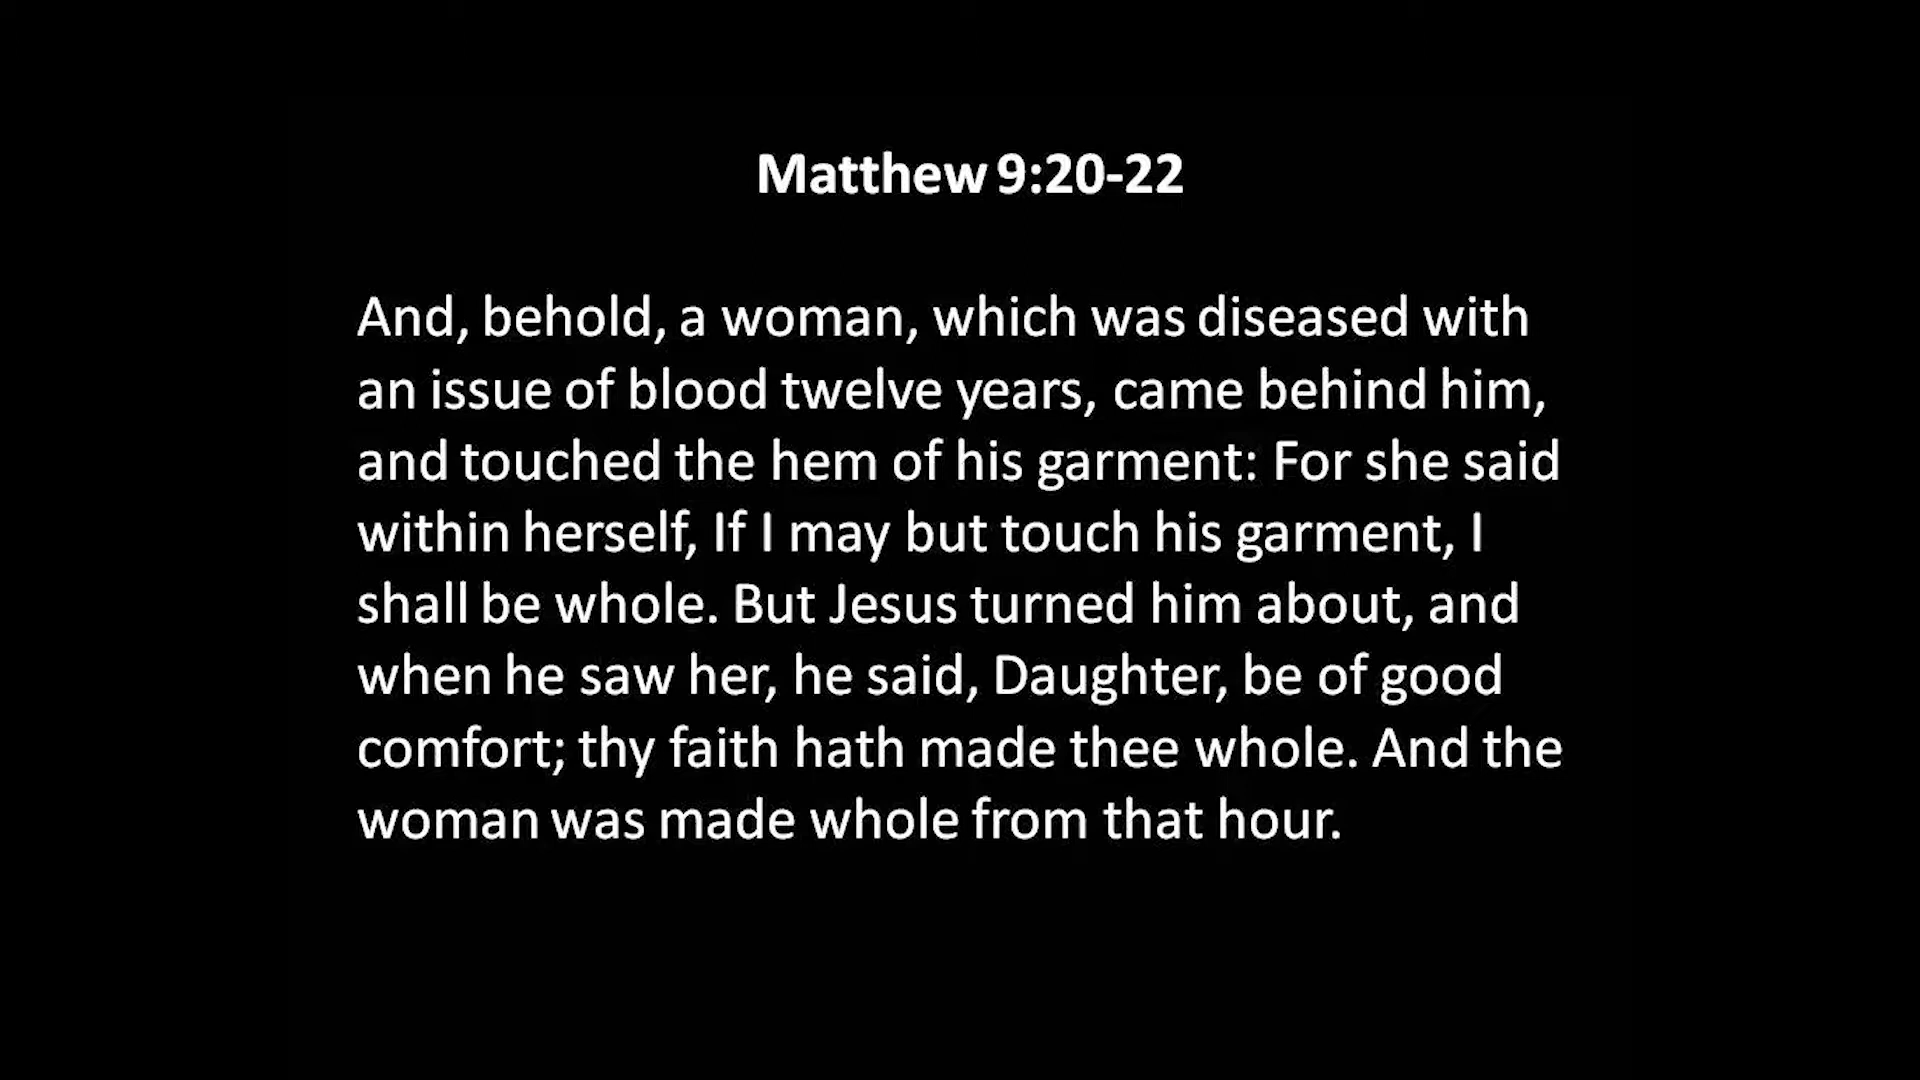 Matthew 9:20-22
And, behold, a woman, which was diseased with
an issue of blood twelve years, came behind him,
and touched the hem of his garment: For she said
within herself, If I may but touch his garment, I
shall be whole. But Jesus turned him about, and
when he saw her, he said, Daughter, be of good
comfort; thy faith hath made thee whole. And the
woman was made whole from that hour.